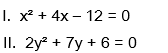 I. x² + 4x – 12 = 0
II. 2y² + 7y + 6 = 0